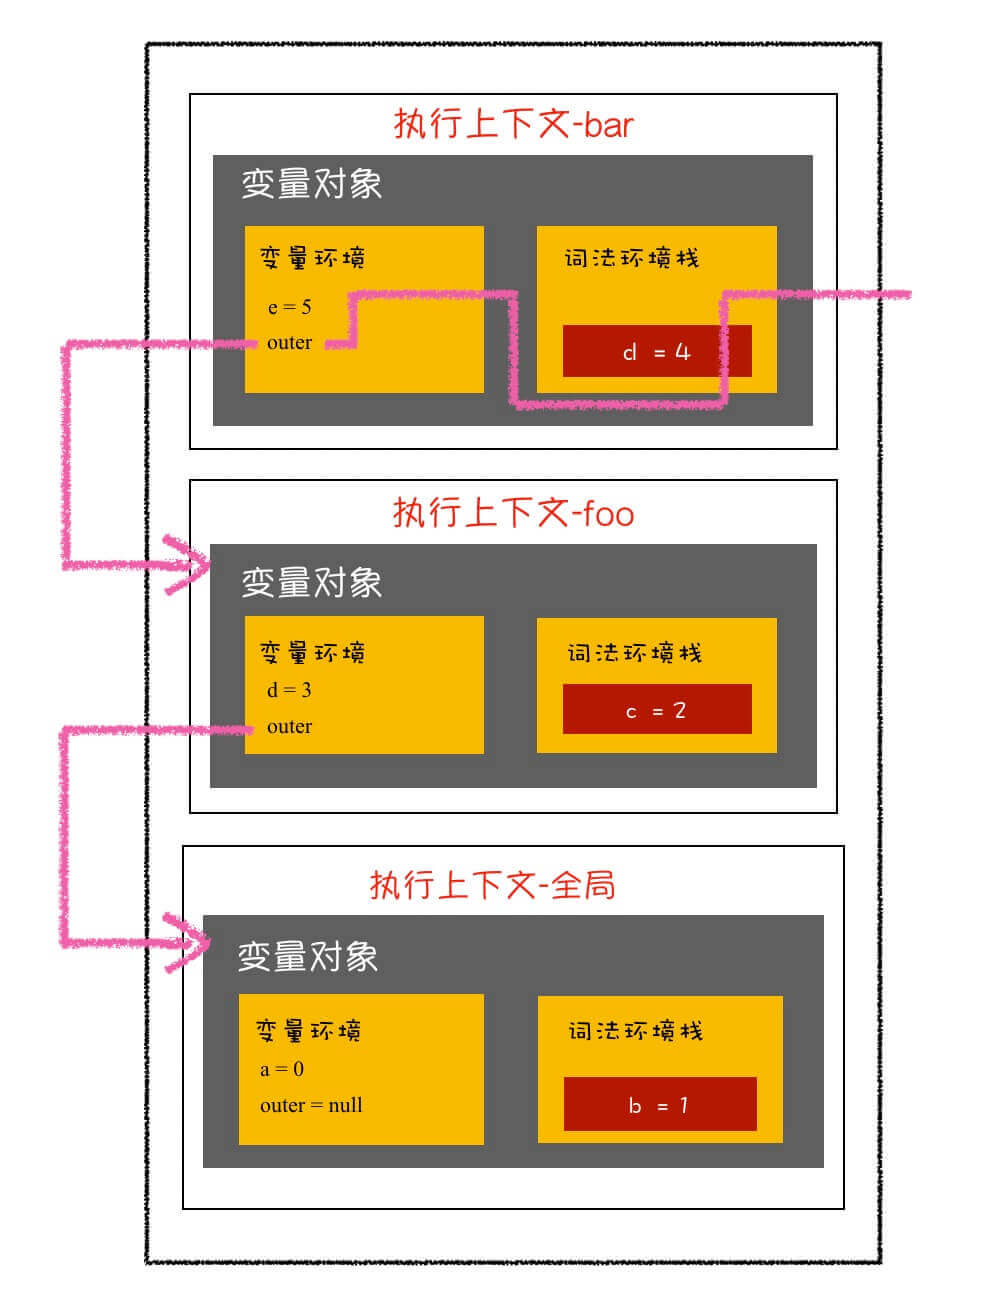 执行上下文-bar
变量对象
变量环境
e = 5
outer
词法环境栈
d = 4
执行上下文-foo
变量对象
变量环境
d = 3
outer
词法环境栈
c = 2
执行上下文-全局
变量对象
变量环境
a = 0
outer = null
词法环境栈
b = 1